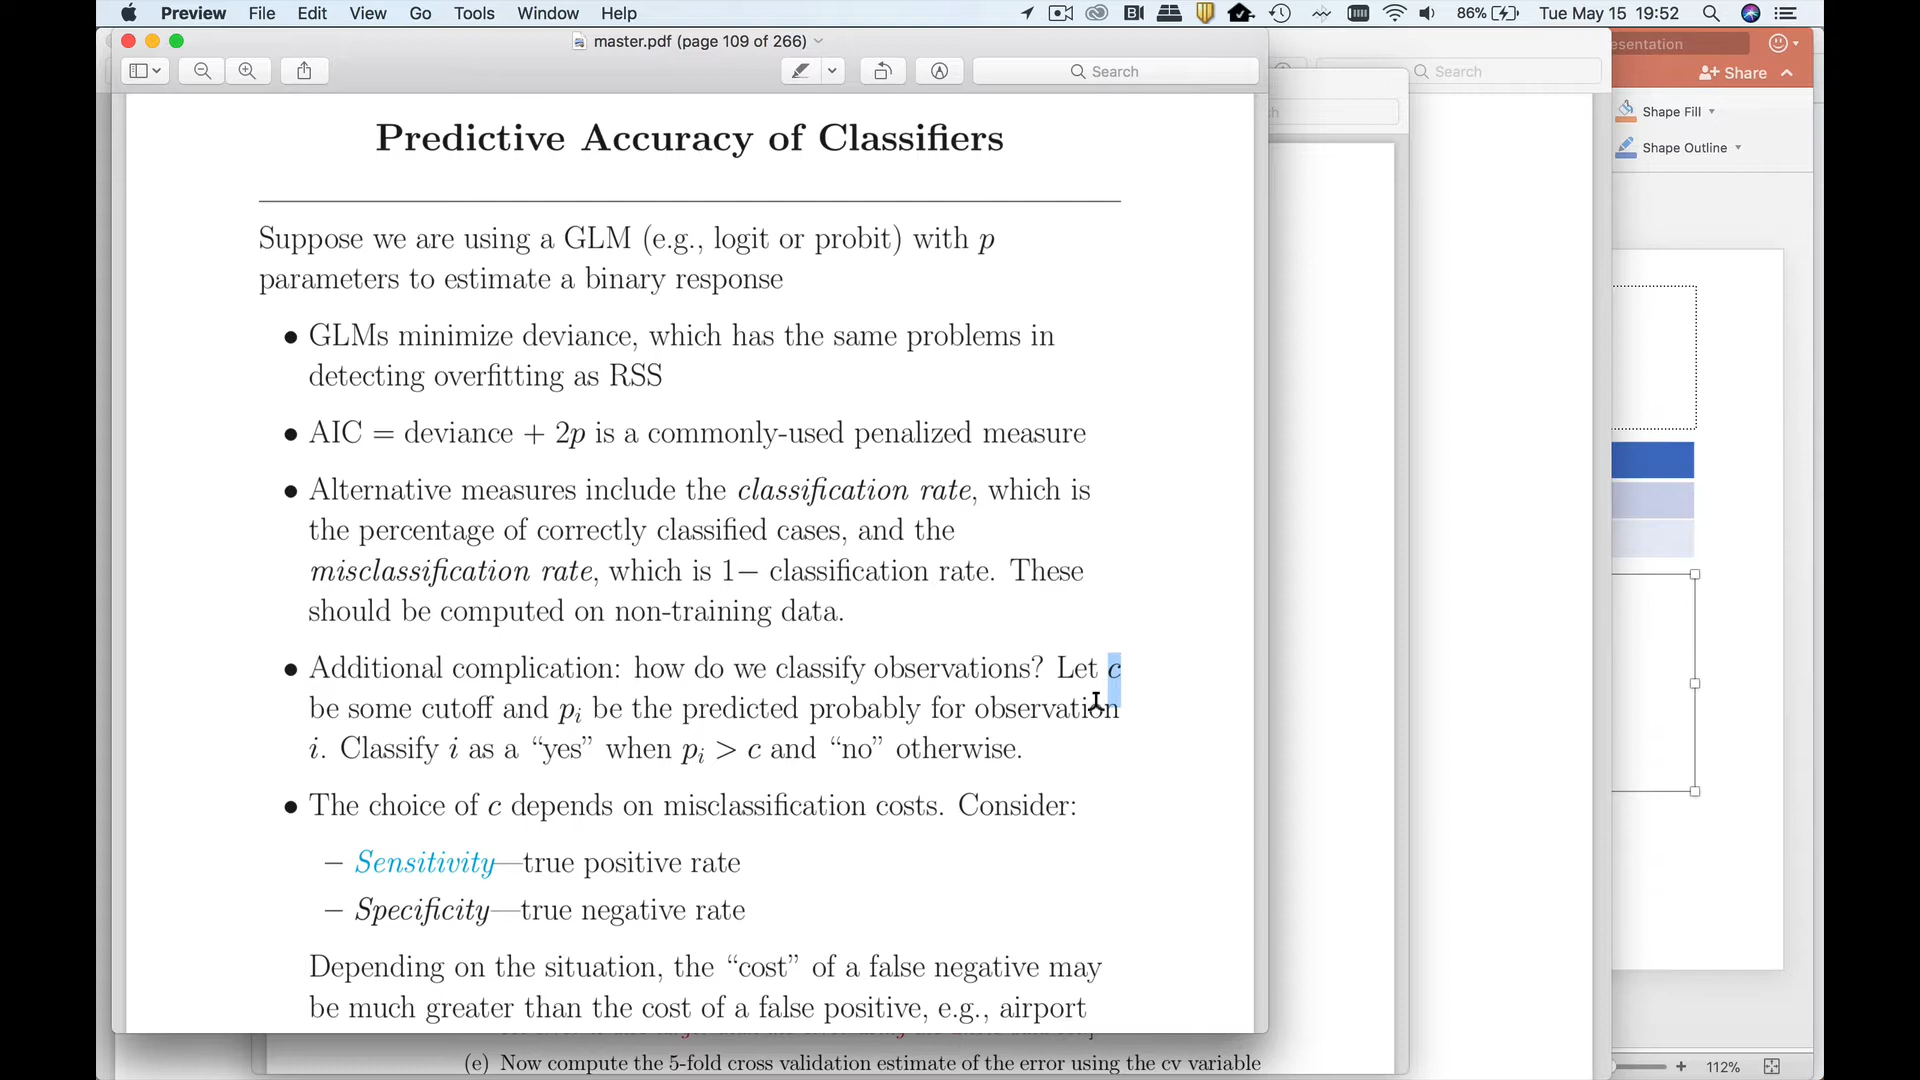 Preview File Edit View Go Tools Window Help 86% Tue May 15 19:52
master.pdf (page 109 of 266)
Search
Search
Share
Shape Fill
Shape Outline
Predictive Accuracy of Classifiers
Suppose we are using a GLM (e.g., logit or probit) with p
parameters to estimate a binary response
• GLMs minimize deviance, which has the same problems in
detecting overfitting as RSS
• AIC = deviance + 2p is a commonly-used penalized measure
• Alternative measures include the classification rate, which is
the percentage of correctly classified cases, and the
misclassification rate, which is 1− classification rate. These
should be computed on non-training data.
• Additional complication: how do we classify observations? Let c
be some cutoff and pᵢ be the predicted probably for observation
i. Classify i as a “yes” when pᵢ > c and “no” otherwise.
• The choice of c depends on misclassification costs. Consider:
– Sensitivity—true positive rate
– Specificity—true negative rate
Depending on the situation, the “cost” of a false negative may
be much greater than the cost of a false positive, e.g., airport
(e) Now compute the 5-fold cross validation estimate of the error using the cv variable
112%